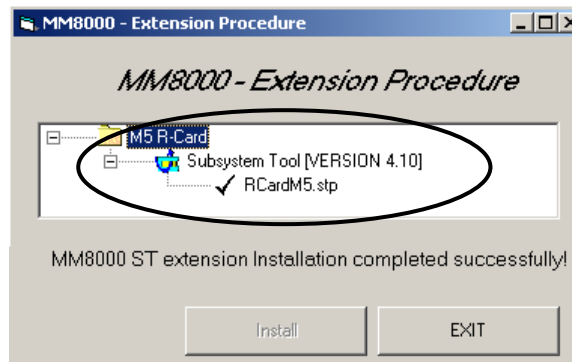 MM8000 - Extension Procedure
MM8000 - Extension Procedure
M5 R-Card
Subsystem Tool [VERSION 4.10]
RCardM5.stp
MM8000 ST extension Installation completed successfully!
Install EXIT